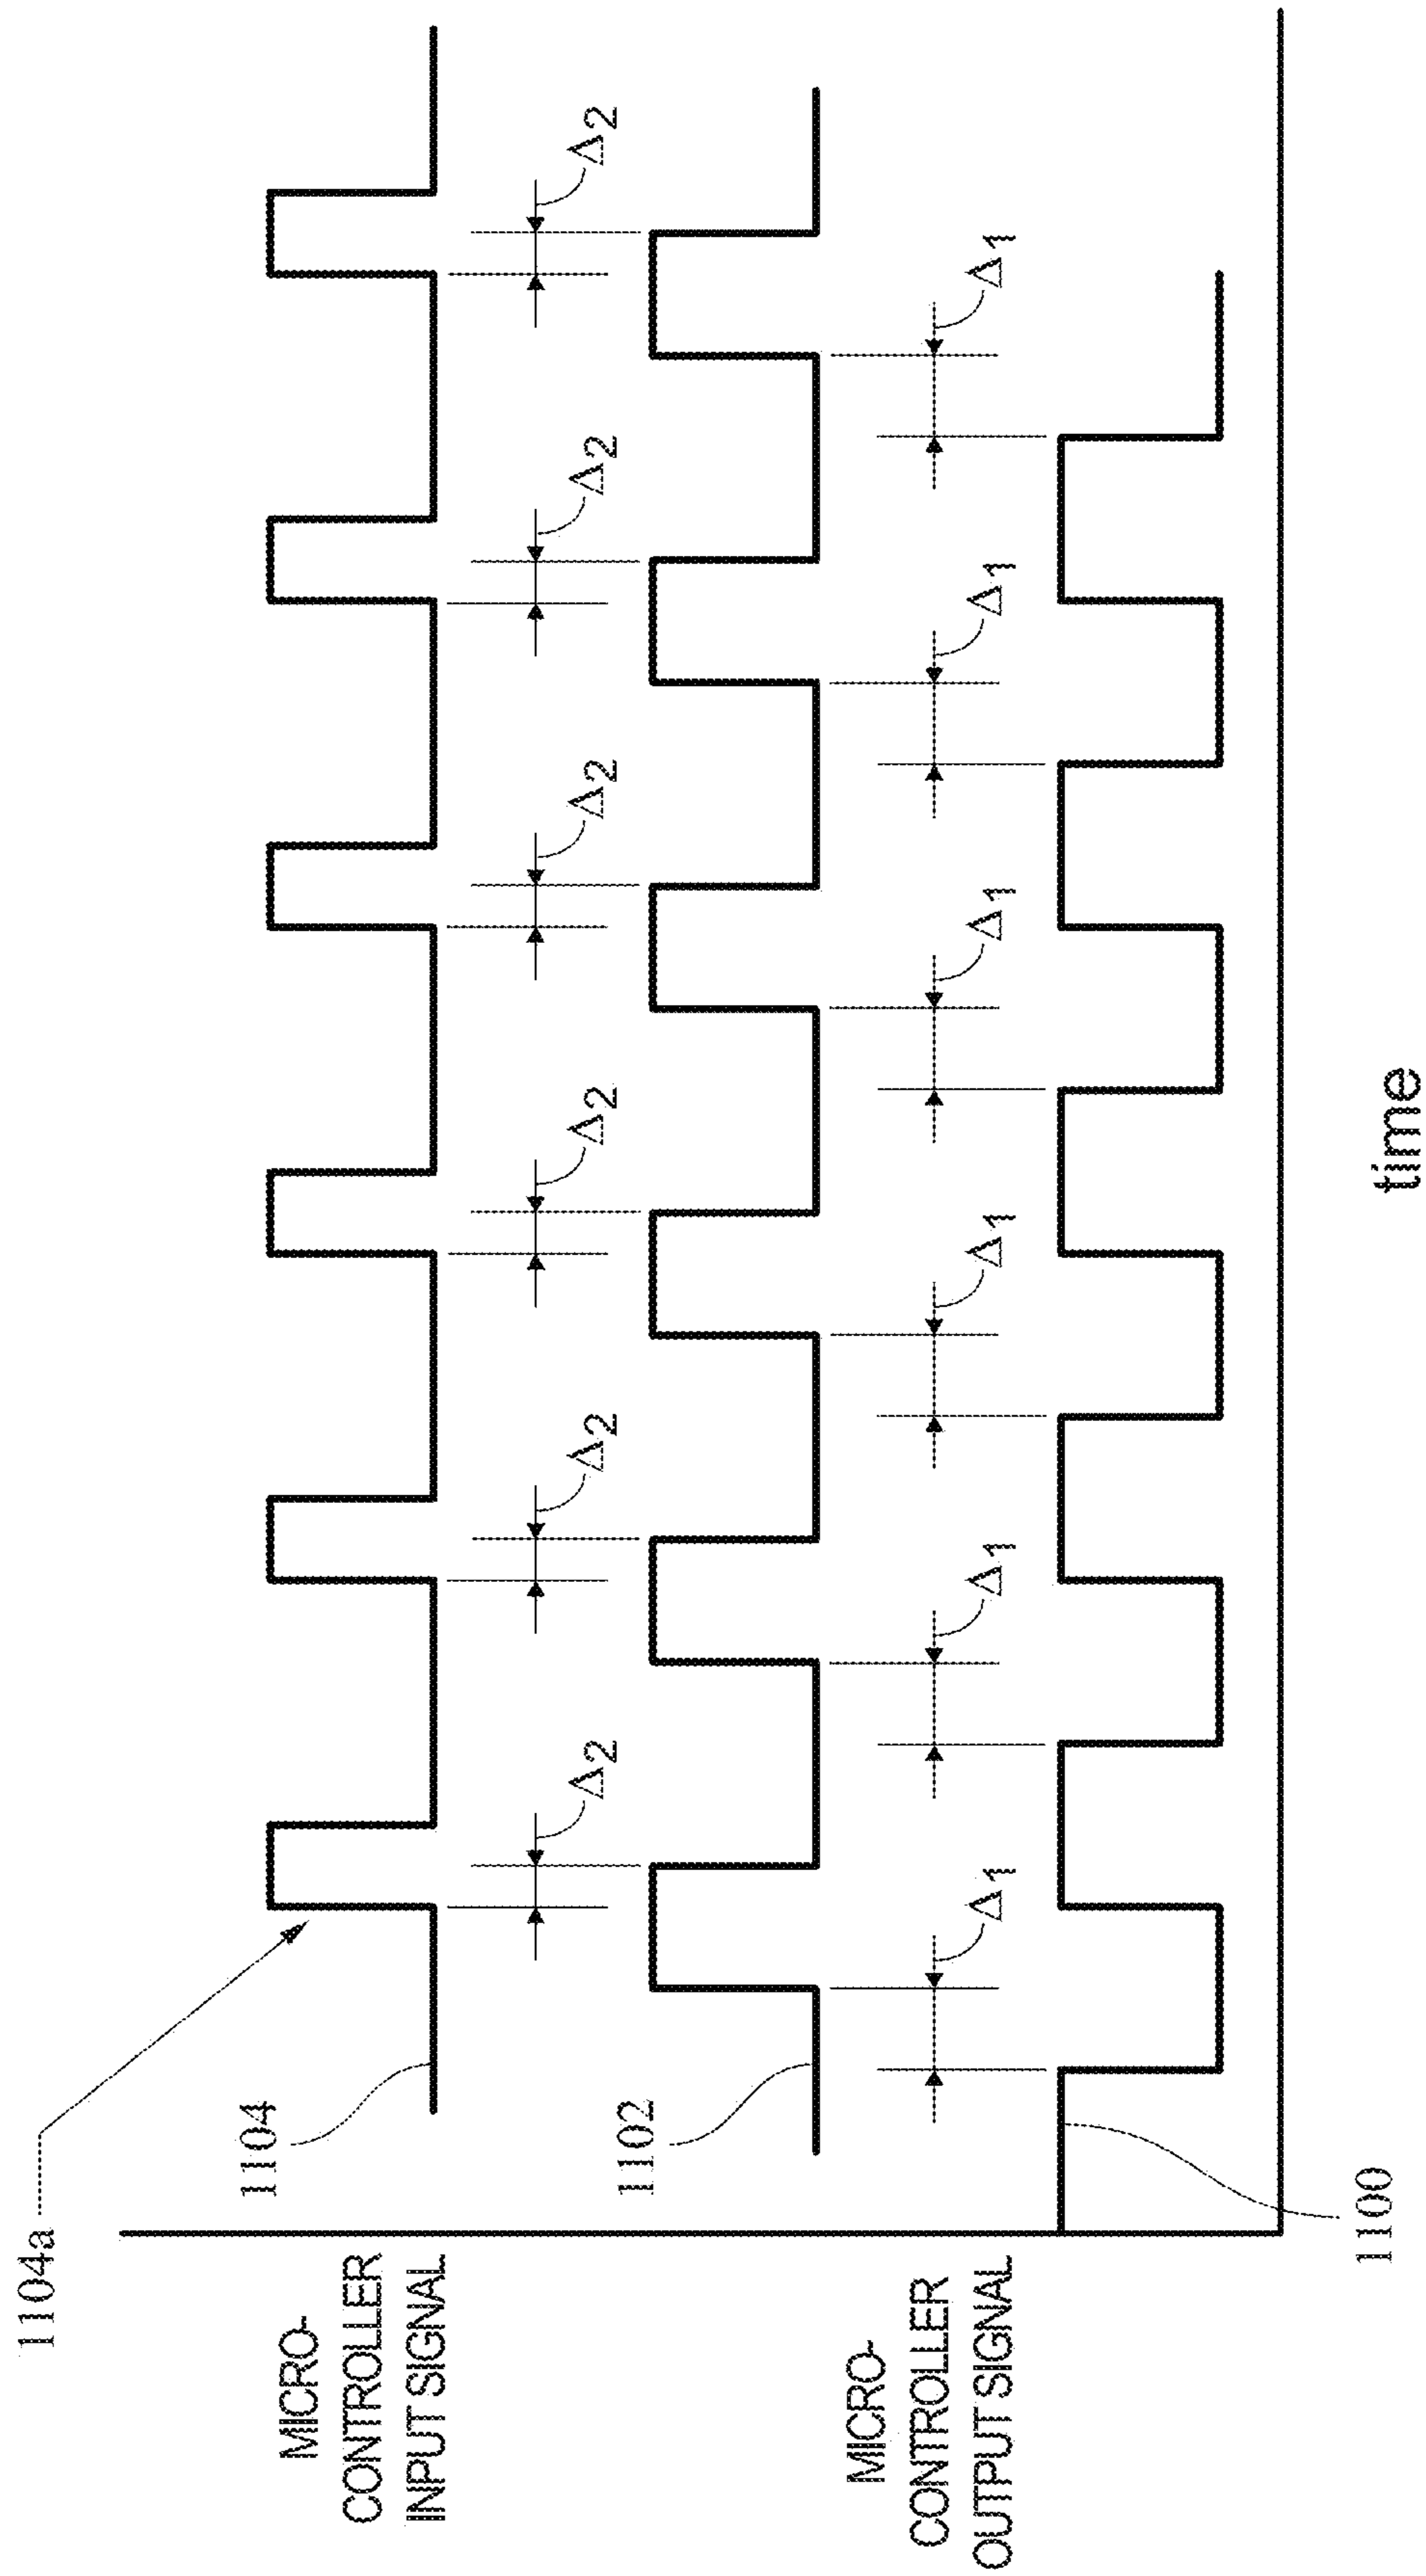 1104a
1104
MICRO-
CONTROLLER
INPUT SIGNAL
Δ2
Δ2
Δ2
Δ2
Δ2
Δ2
1102
MICRO-
CONTROLLER
OUTPUT SIGNAL
Δ1
Δ1
Δ1
Δ1
Δ1
Δ1
1100
time